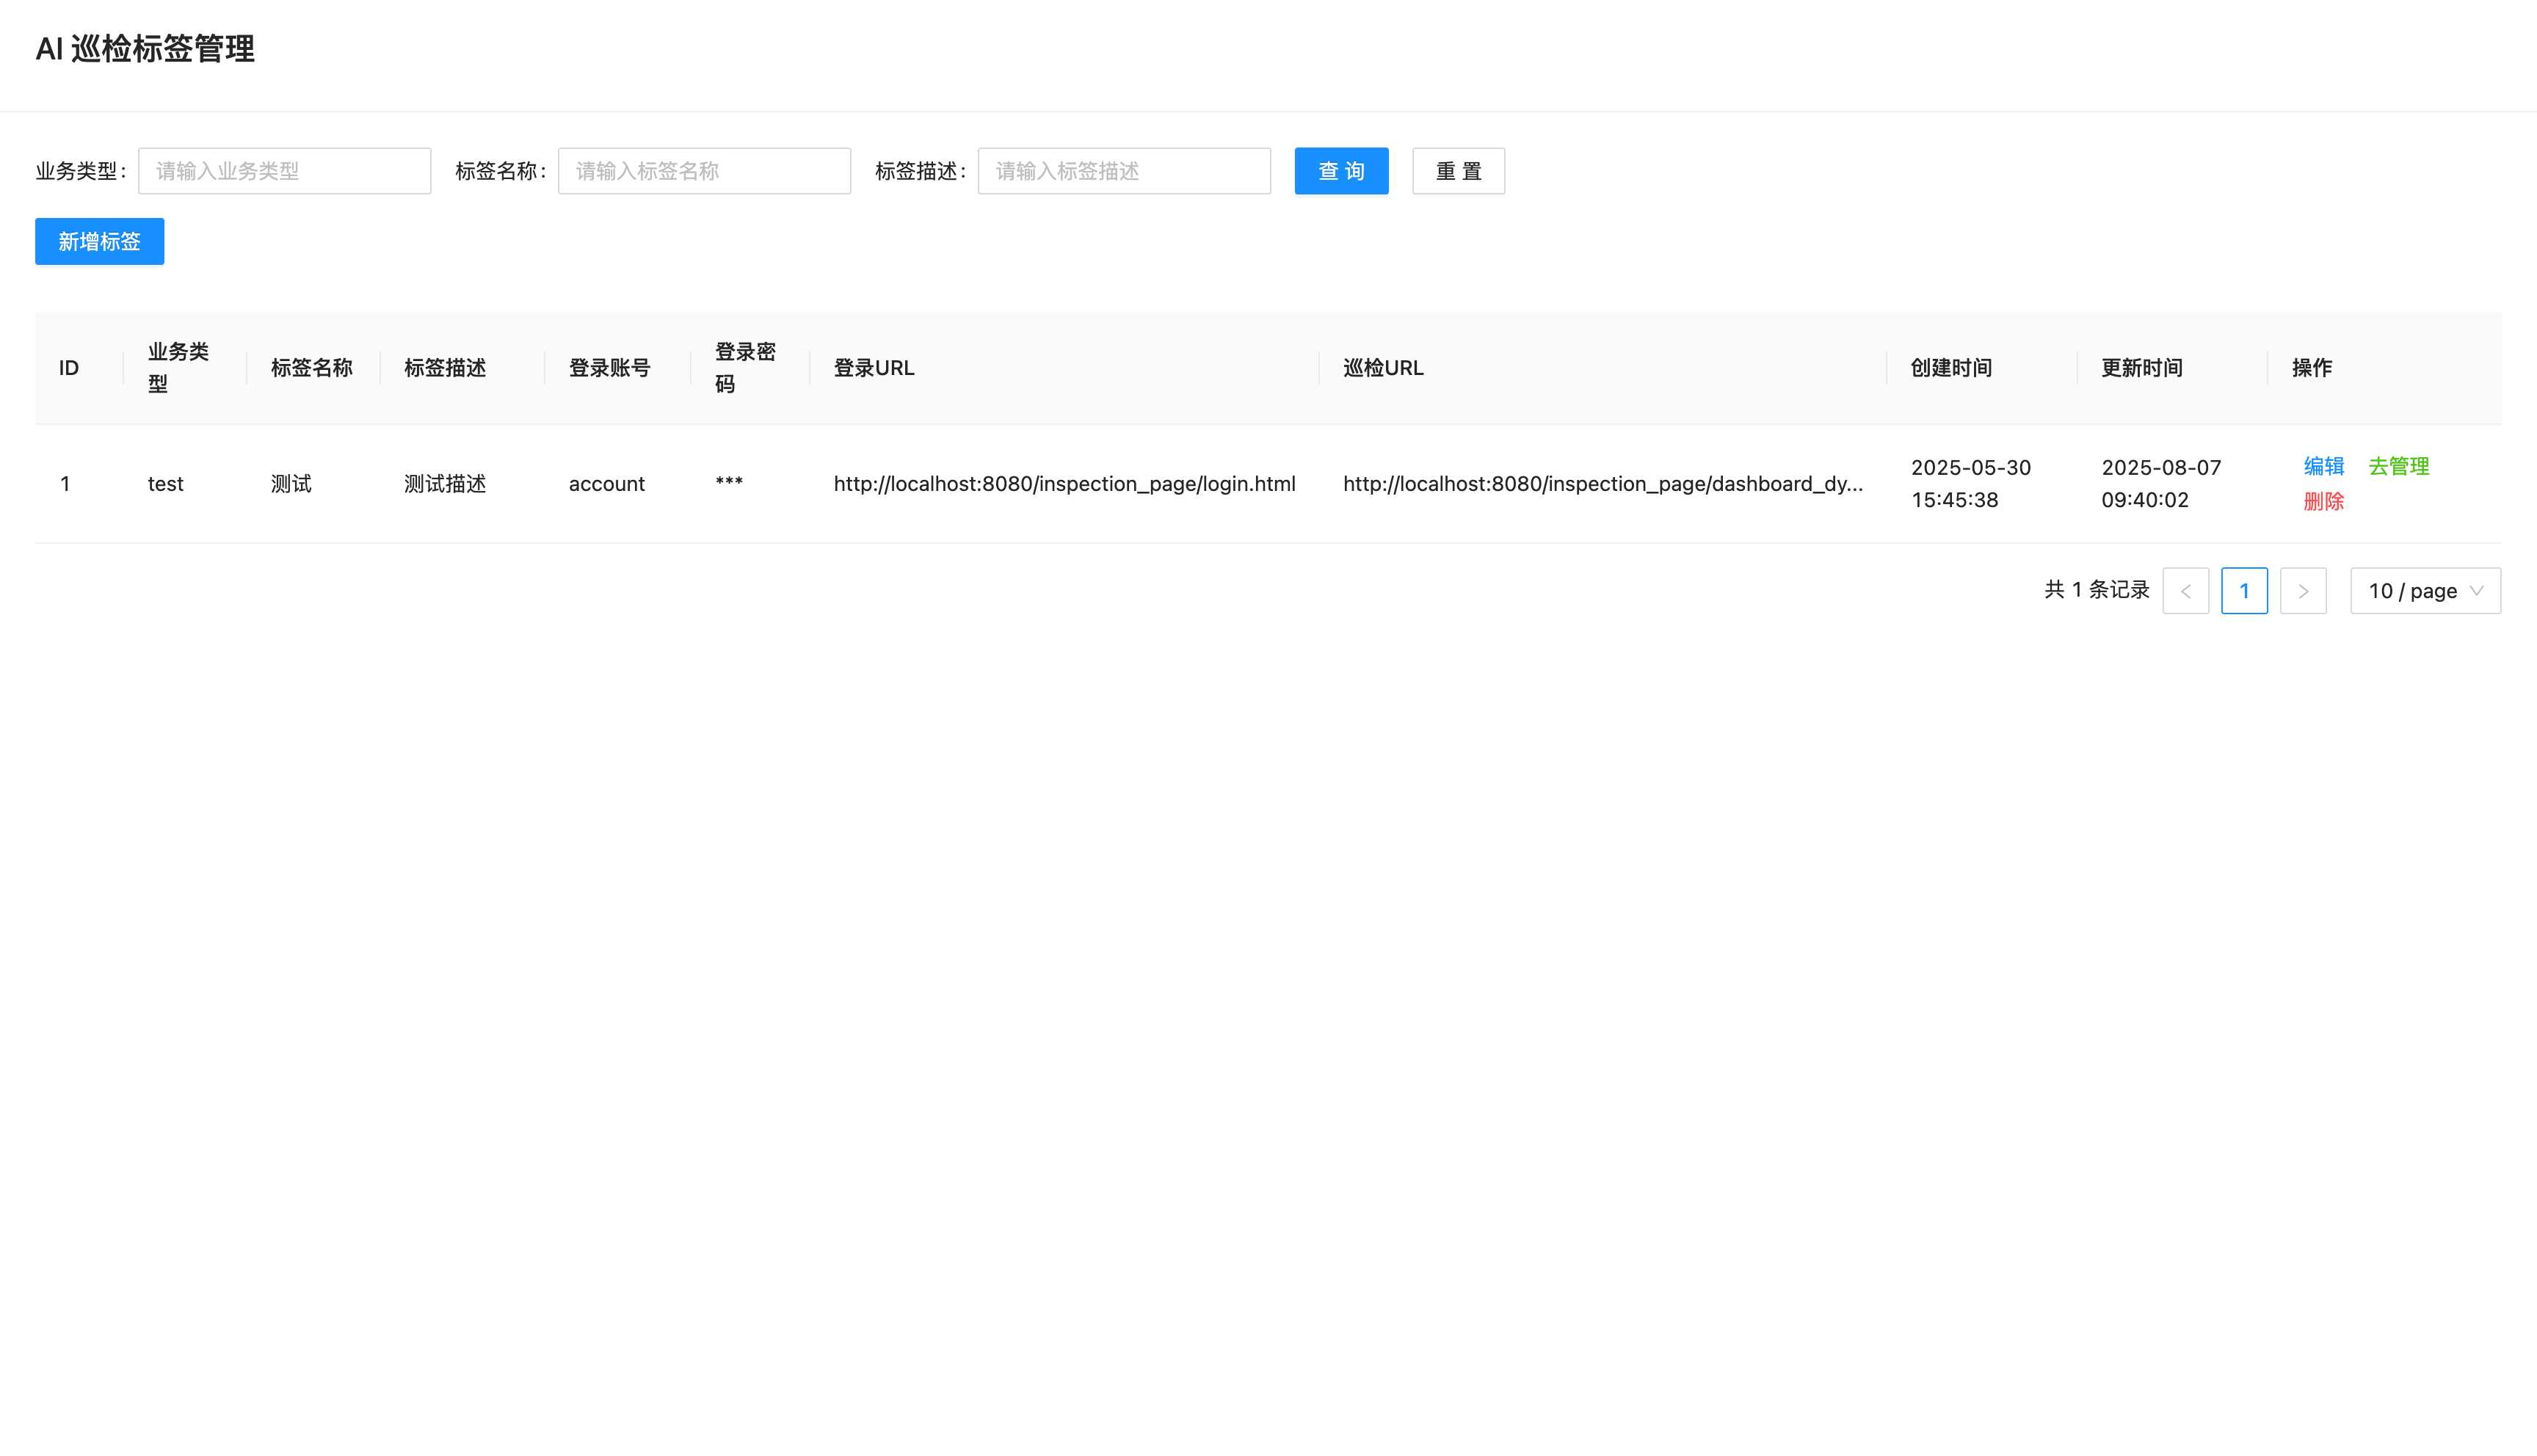 AI 巡检标签管理
业务类型: 请输入业务类型 标签名称: 请输入标签名称 标签描述: 请输入标签描述 查 询 重 置
新增标签
ID 业务类型 标签名称 标签描述 登录账号 登录密码 登录URL 巡检URL 创建时间 更新时间 操作
1 test 测试 测试描述 account *** http://localhost:8080/inspection_page/login.html http://localhost:8080/inspection_page/dashboard_dy... 2025-05-30 15:45:38 2025-08-07 09:40:02 编辑 去管理 删除
共 1 条记录 < 1 > 10 / page